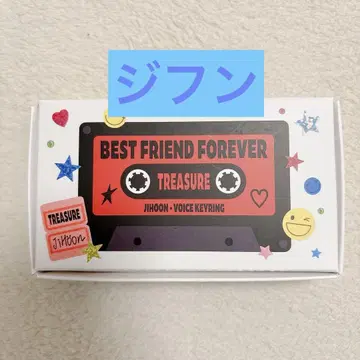 ジフン
BEST FRIEND FOREVER
TREASURE
JIHOON • VOICE KEYRING
TREASURE
JiHOON